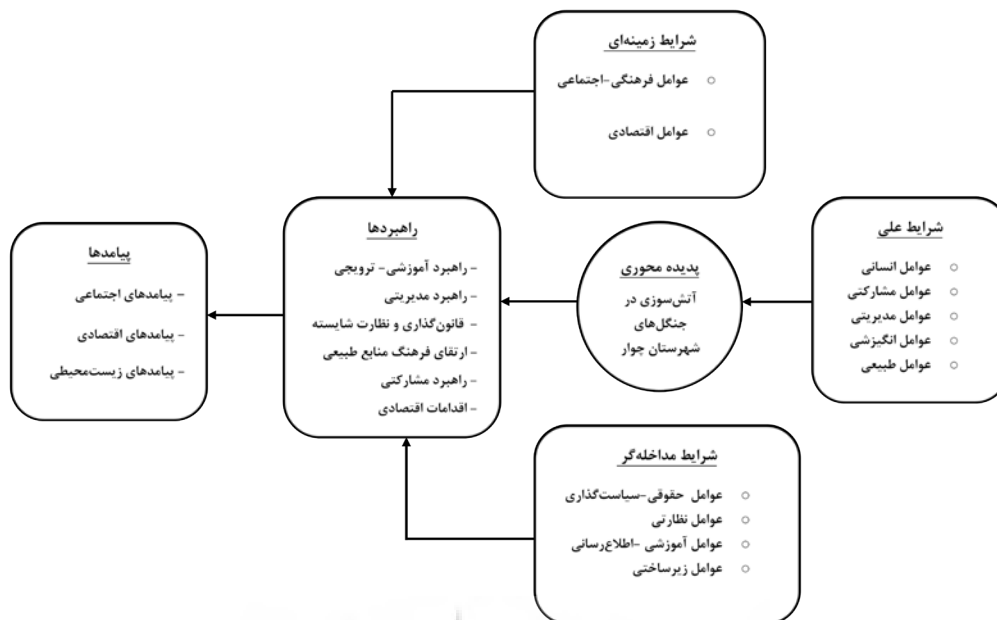 شرایط زمینه‌ای
عوامل فرهنگی-اجتماعی
عوامل اقتصادی
شرایط علی
عوامل انسانی
عوامل مشارکتی
عوامل مدیریتی
عوامل انگیزشی
عوامل طبیعی
پدیده محوری
آتش‌سوزی در
جنگل‌های
شهرستان چوار
راهبردها
- راهبرد آموزشی- ترویجی
- راهبرد مدیریتی
- قانون‌گذاری و نظارت شایسته
- ارتقای فرهنگ منابع طبیعی
- راهبرد مشارکتی
- اقدامات اقتصادی
پیامدها
- پیامدهای اجتماعی
- پیامدهای اقتصادی
- پیامدهای زیست‌محیطی
شرایط مداخله‌گر
عوامل حقوقی-سیاست‌گذاری
عوامل نظارتی
عوامل آموزشی -اطلاع‌رسانی
عوامل زیرساختی